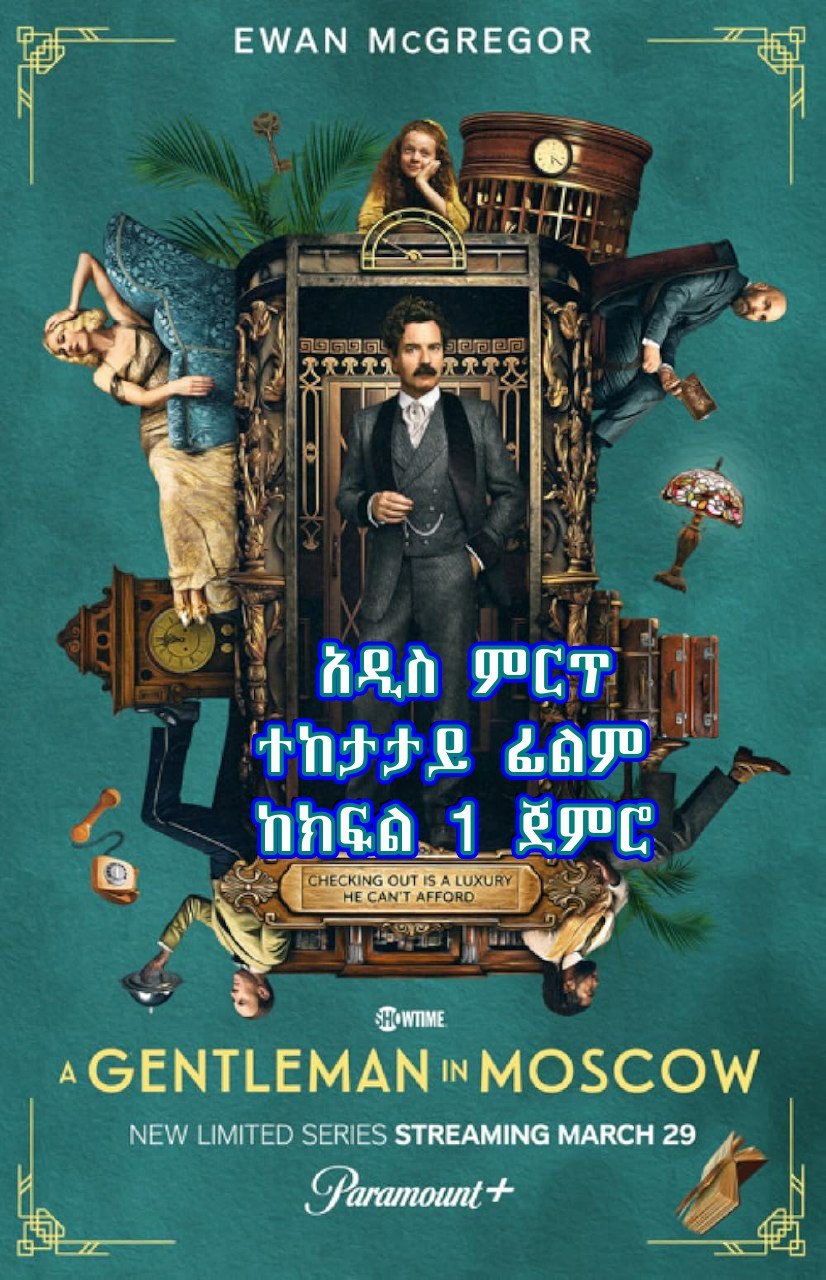 EWAN McGREGOR
አዲስ ምርጥ
ተከታታይ ፊልም
ከክፍል 1 ጀምሮ
CHECKING OUT IS A LUXURY
HE CAN'T AFFORD
SHOWTIME
A GENTLEMAN IN MOSCOW
NEW LIMITED SERIES STREAMING MARCH 29
Paramount+